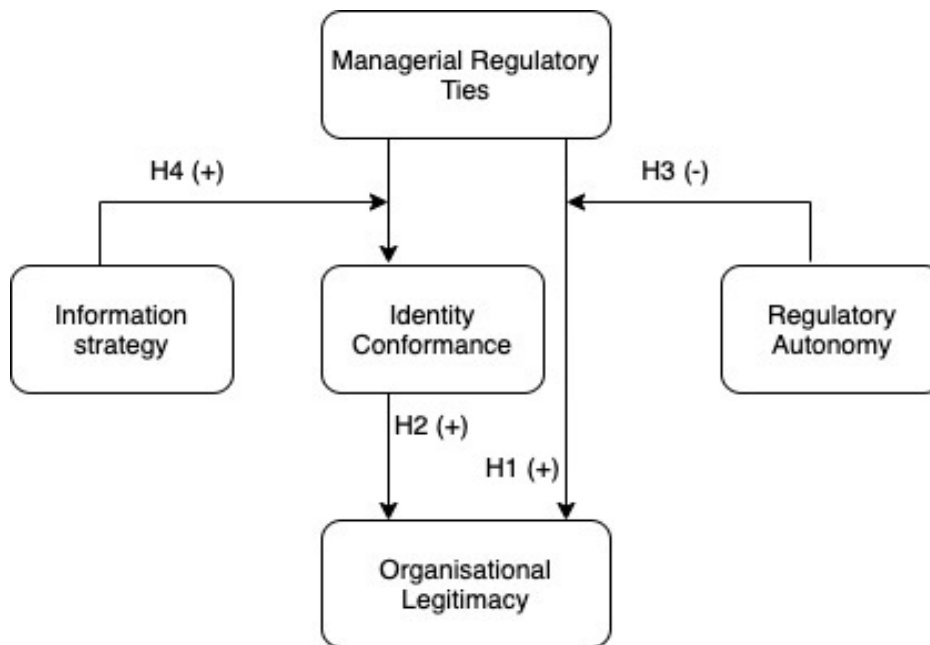 Managerial Regulatory
Ties
H4 (+)
H3 (-)
Information
strategy
Identity
Conformance
Regulatory
Autonomy
H2 (+)
H1 (+)
Organisational
Legitimacy